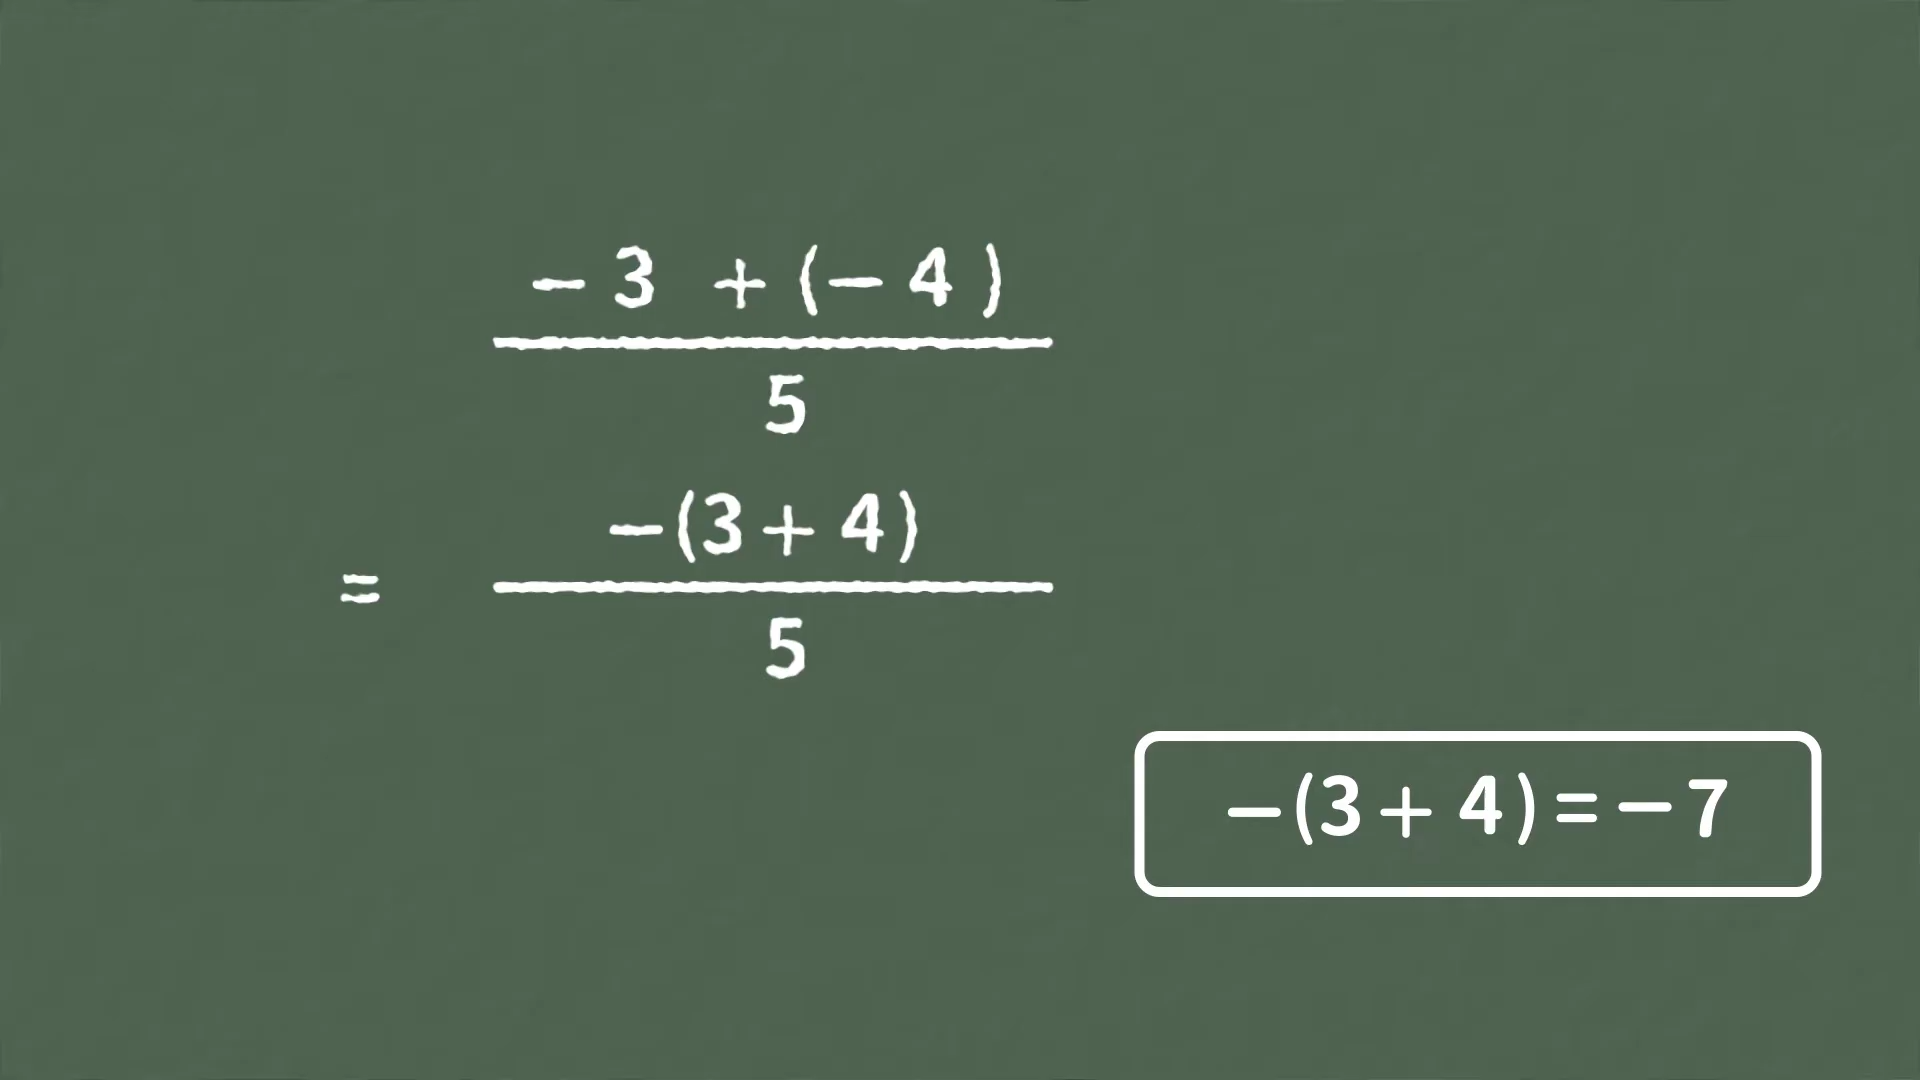 − 3 + (− 4 )
5
−(3 + 4)
=
5
−(3 + 4) = − 7